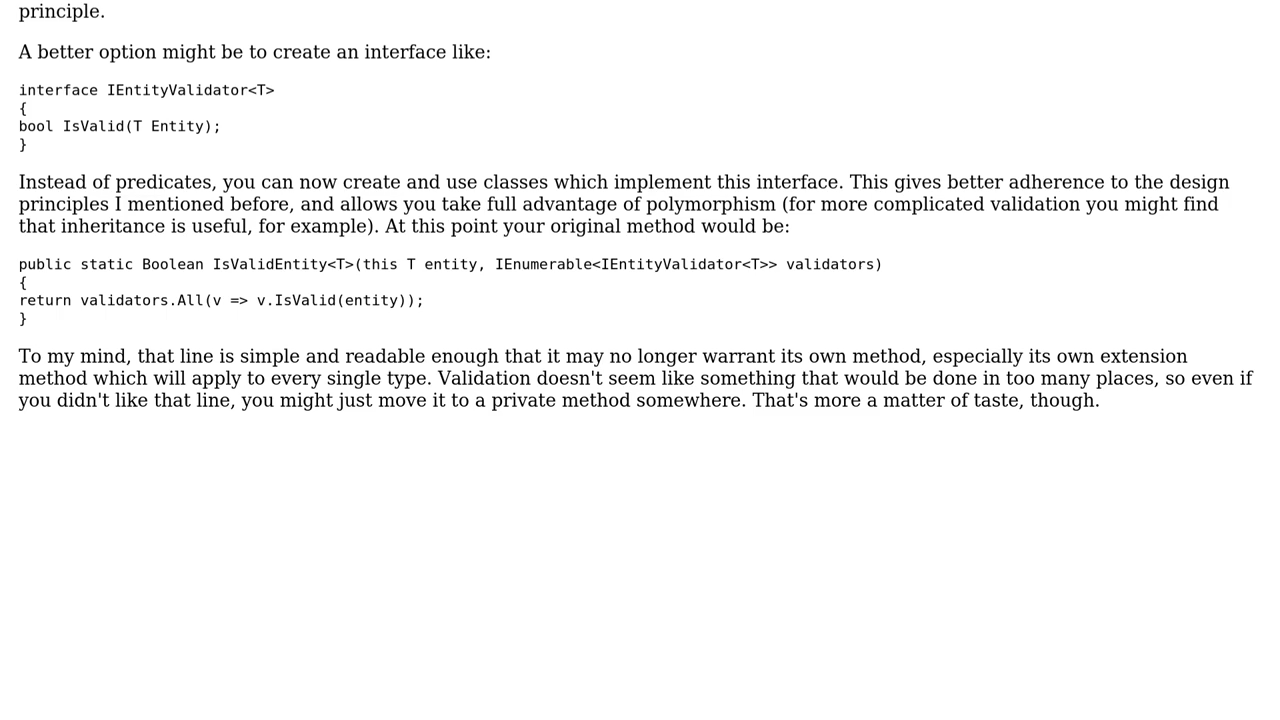 principle.
A better option might be to create an interface like:
interface IEntityValidator<T>
{
bool IsValid(T Entity);
}
Instead of predicates, you can now create and use classes which implement this interface. This gives better adherence to the design
principles I mentioned before, and allows you take full advantage of polymorphism (for more complicated validation you might find
that inheritance is useful, for example). At this point your original method would be:
public static Boolean IsValidEntity<T>(this T entity, IEnumerable<IEntityValidator<T>> validators)
{
return validators.All(v => v.IsValid(entity));
}
To my mind, that line is simple and readable enough that it may no longer warrant its own method, especially its own extension
method which will apply to every single type. Validation doesn't seem like something that would be done in too many places, so even if
you didn't like that line, you might just move it to a private method somewhere. That's more a matter of taste, though.